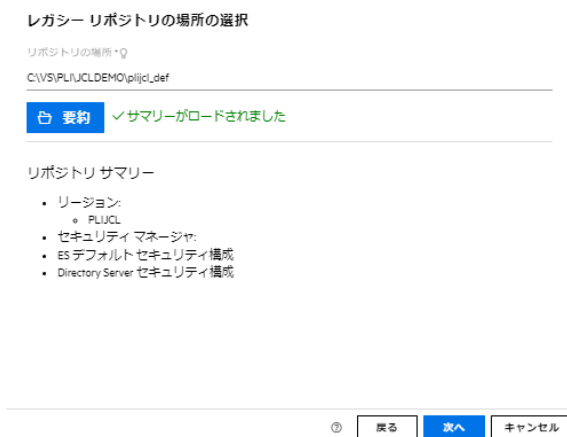 レガシー リポジトリの場所の選択
リポジトリの場所*
C:\VS\PLI\JCLDEMO\plijcl_def
要約 ✓サマリーがロードされました
リポジトリ サマリー
• リージョン:
◦ PLIJCL
• セキュリティ マネージャ:
• ES デフォルト セキュリティ構成
• Directory Server セキュリティ構成
? 戻る 次へ キャンセル